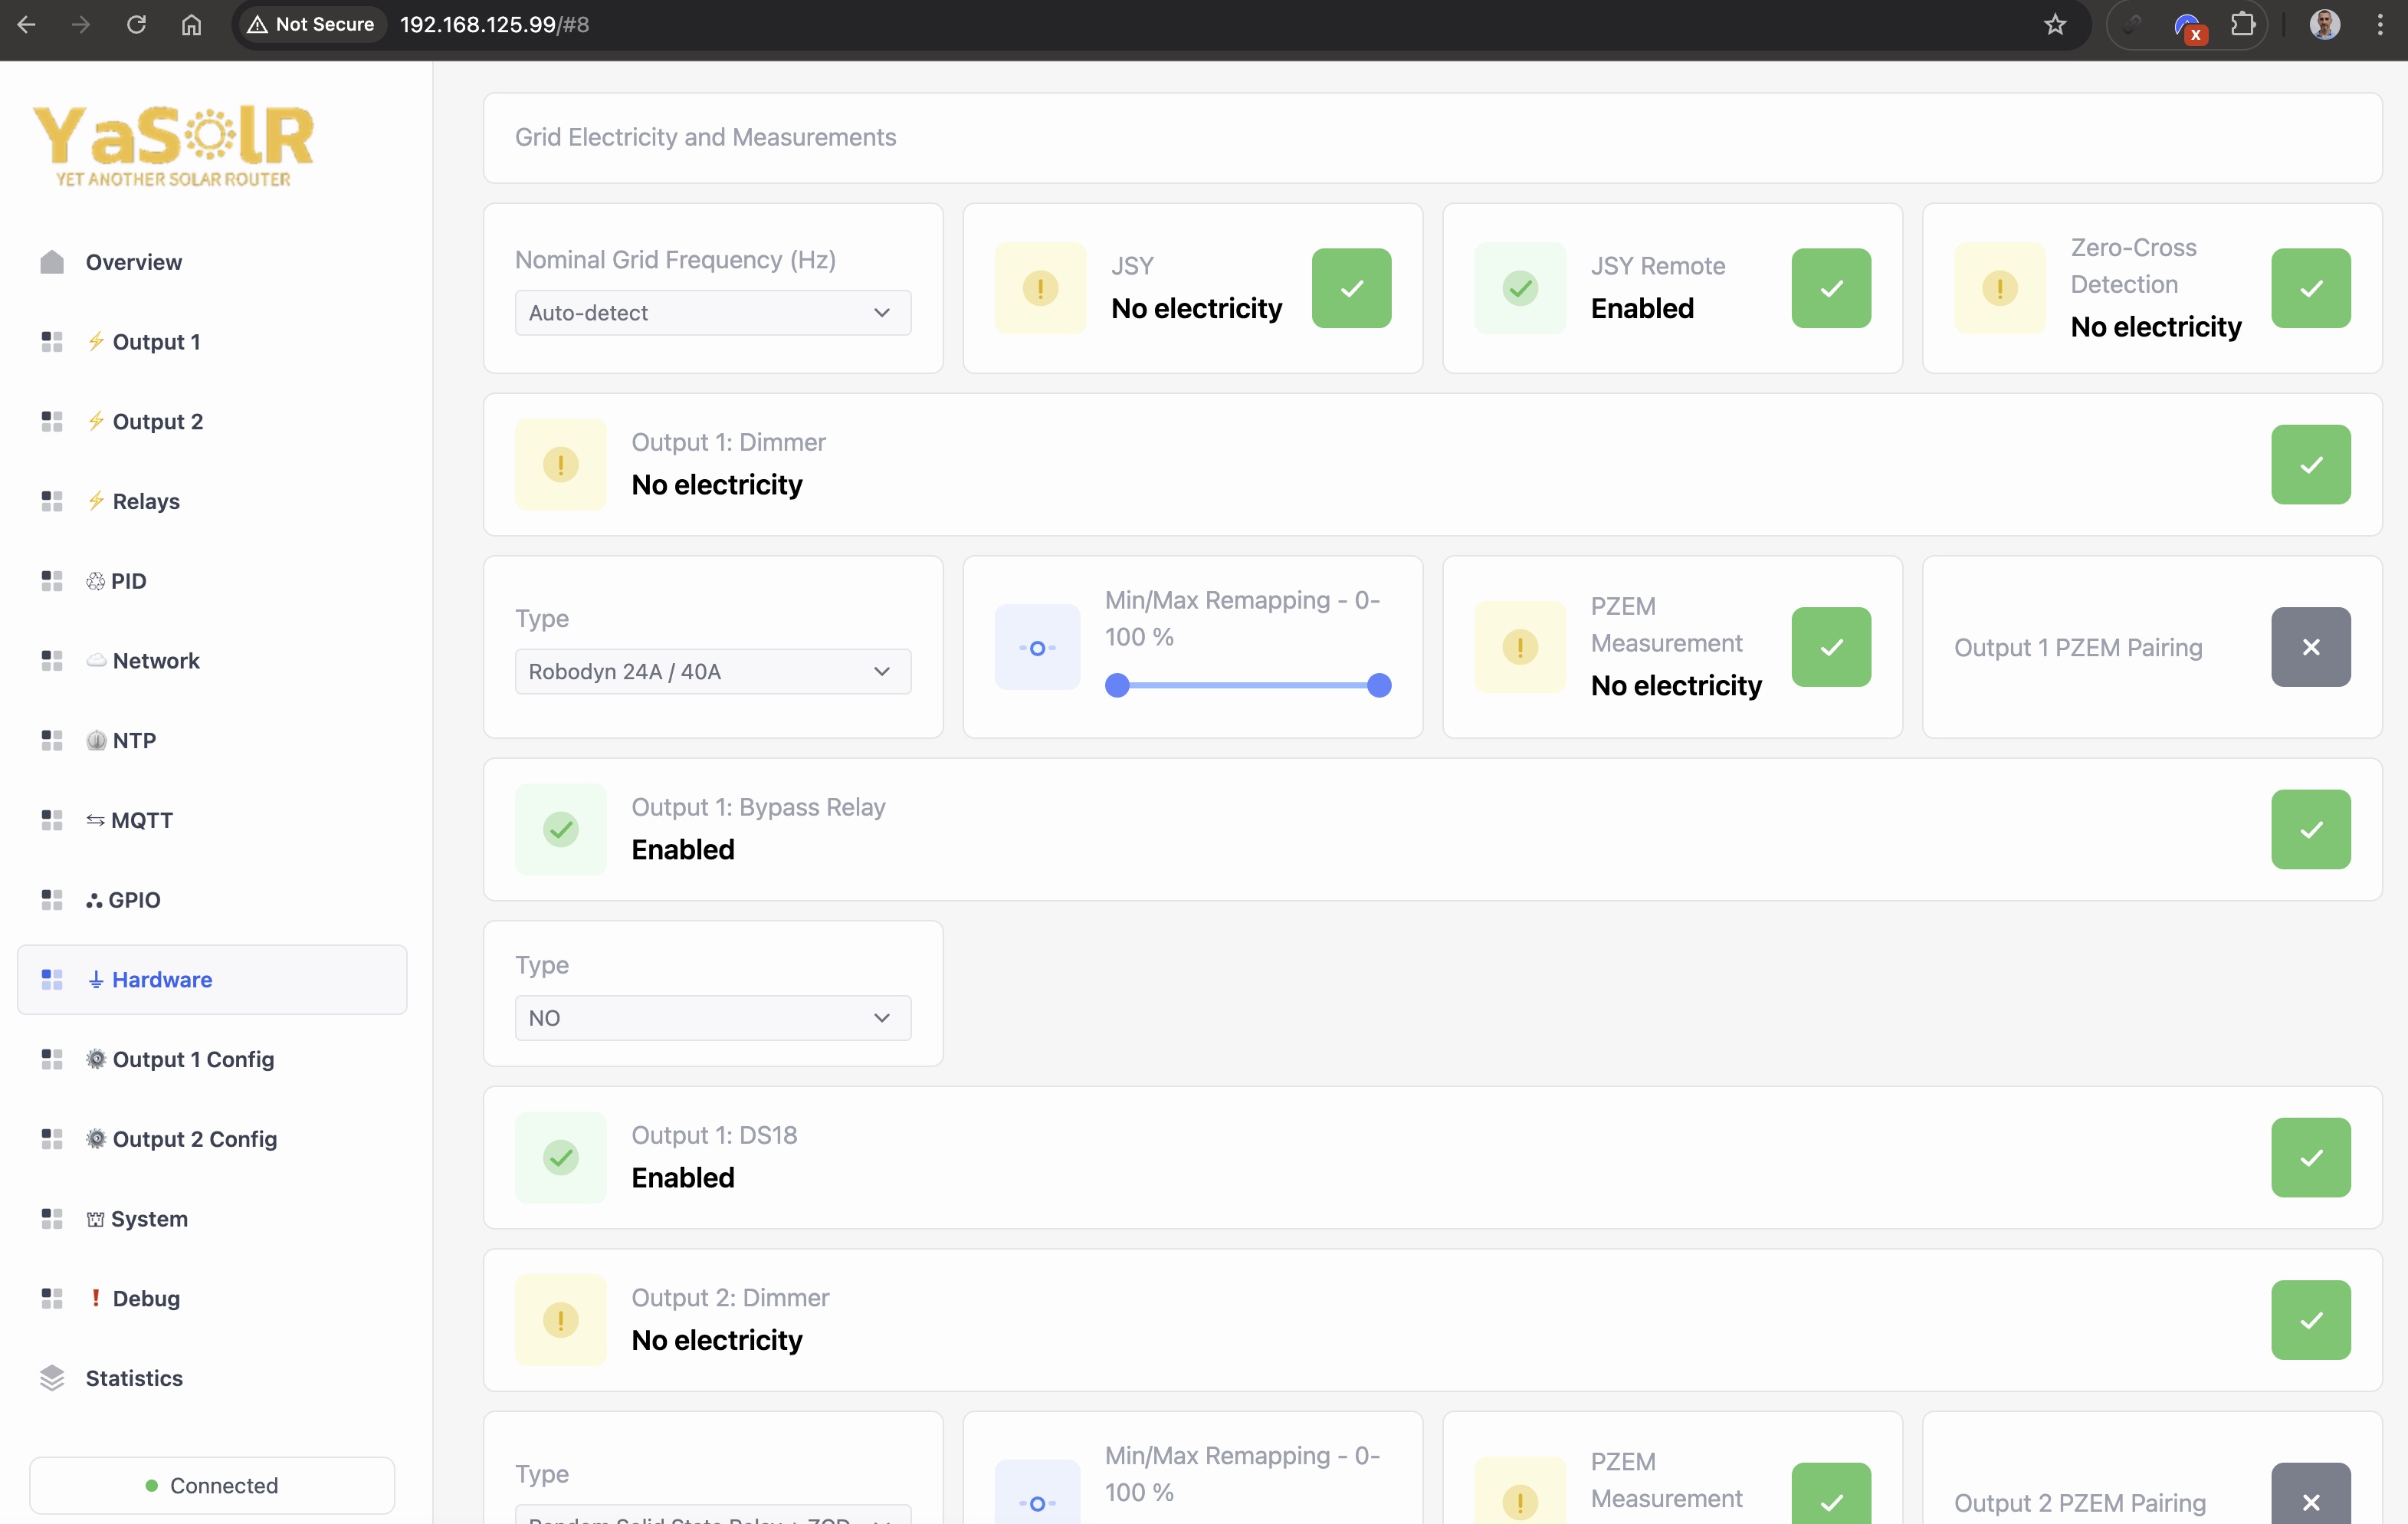 Not Secure 192.168.125.99/#8
X
YaSolR
YET ANOTHER SOLAR ROUTER
Overview
⚡ Output 1
⚡ Output 2
⚡ Relays
PID
Network
NTP
MQTT
GPIO
Hardware
Output 1 Config
Output 2 Config
System
Debug
Statistics
Connected
Grid Electricity and Measurements
Nominal Grid Frequency (Hz)
Auto-detect
JSY
No electricity
JSY Remote
Enabled
Zero-Cross
Detection
No electricity
Output 1: Dimmer
No electricity
Type
Robodyn 24A / 40A
Min/Max Remapping - 0-
100 %
PZEM
Measurement
No electricity
Output 1 PZEM Pairing
Output 1: Bypass Relay
Enabled
Type
NO
Output 1: DS18
Enabled
Output 2: Dimmer
No electricity
Type
Random Solid State Relay + ZCD
Min/Max Remapping - 0-
100 %
PZEM
Measurement
Output 2 PZEM Pairing